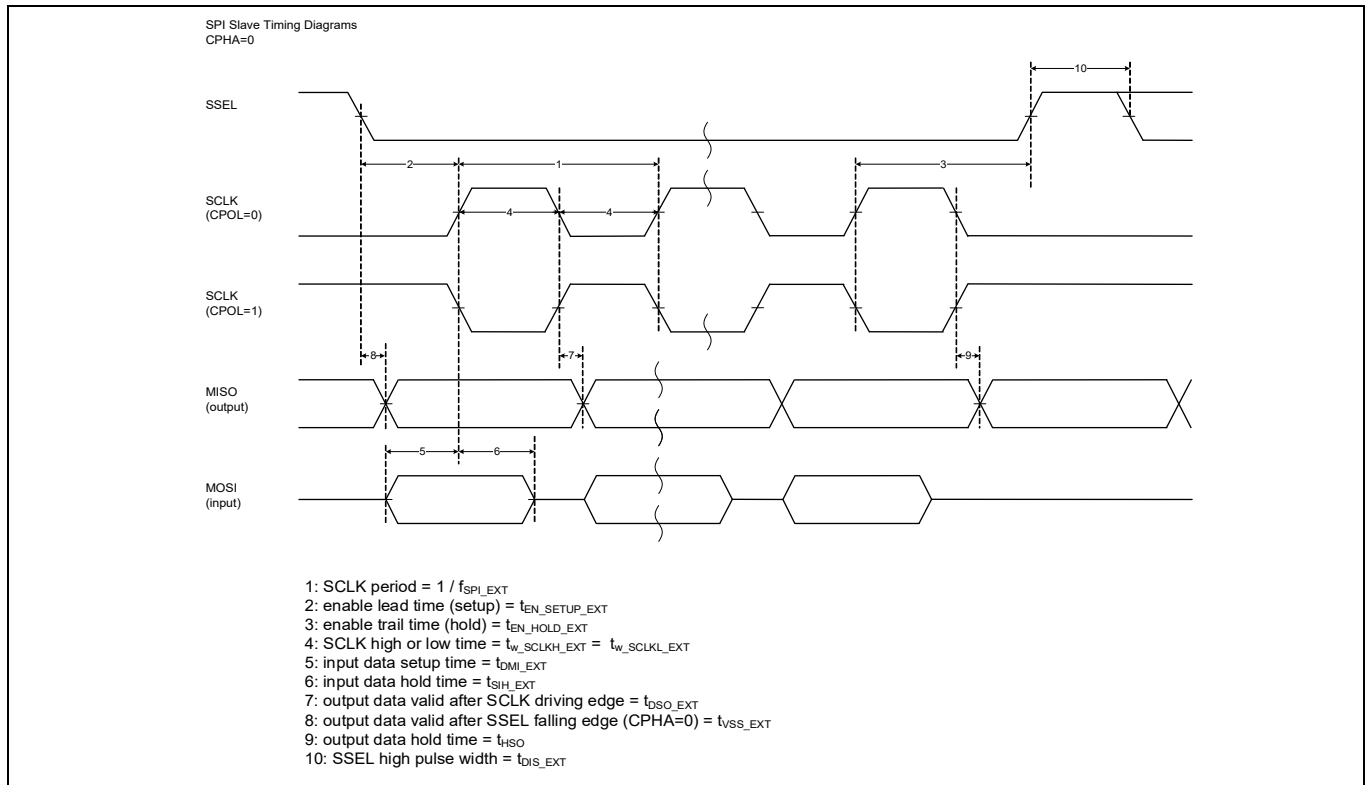 SPI Slave Timing Diagrams
CPHA=0
10
SSEL
2
1
3
SCLK
(CPOL=0)
4
4
SCLK
(CPOL=1)
8
7
9
MISO
(output)
5
6
MOSI
(input)
1: SCLK period = 1 / fSPI_EXT
2: enable lead time (setup) = tEN_SETUP_EXT
3: enable trail time (hold) = tEN_HOLD_EXT
4: SCLK high or low time = tw_SCLKH_EXT = tw_SCLKL_EXT
5: input data setup time = tDMI_EXT
6: input data hold time = tSIH_EXT
7: output data valid after SCLK driving edge = tDSO_EXT
8: output data valid after SSEL falling edge (CPHA=0) = tVSS_EXT
9: output data hold time = tHSO
10: SSEL high pulse width = tDIS_EXT